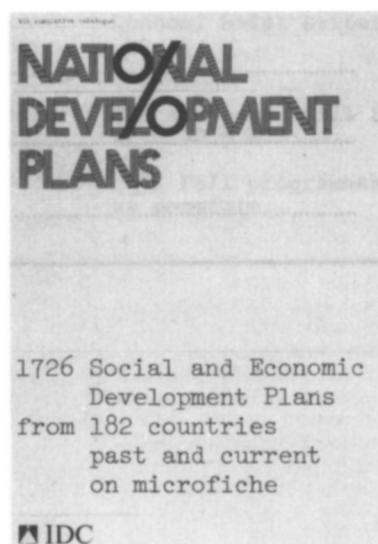 NATIONAL
DEVELOPMENT
PLANS
1726 Social and Economic
Development Plans
from 182 countries
past and current
on microfiche
IDC